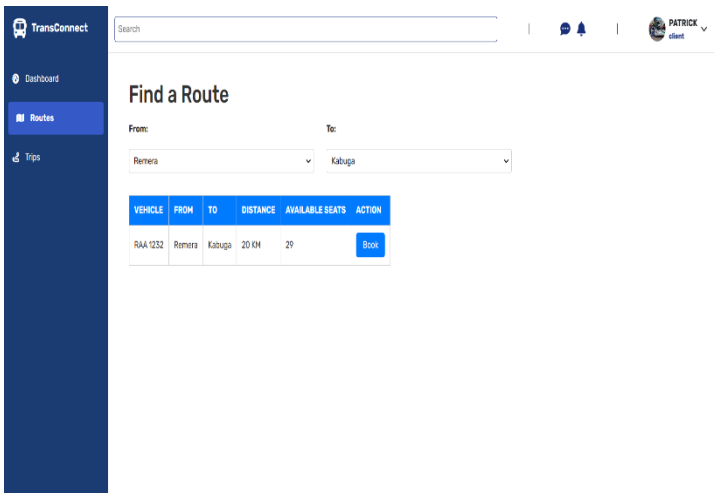 TransConnect
Search
PATRICK
client
Dashboard
Routes
Trips
Find a Route
From: To:
Remera Kabuga
VEHICLE FROM TO DISTANCE AVAILABLE SEATS ACTION
RAA 1232 Remera Kabuga 20 KM 29 Book